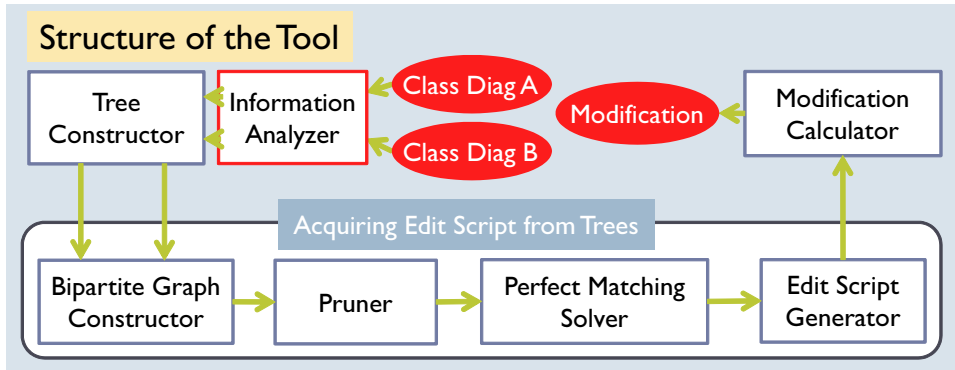 Structure of the Tool
Tree
Constructor
Information
Analyzer
Class Diag A
Class Diag B
Modification
Modification
Calculator
Acquiring Edit Script from Trees
Bipartite Graph
Constructor
Pruner
Perfect Matching
Solver
Edit Script
Generator